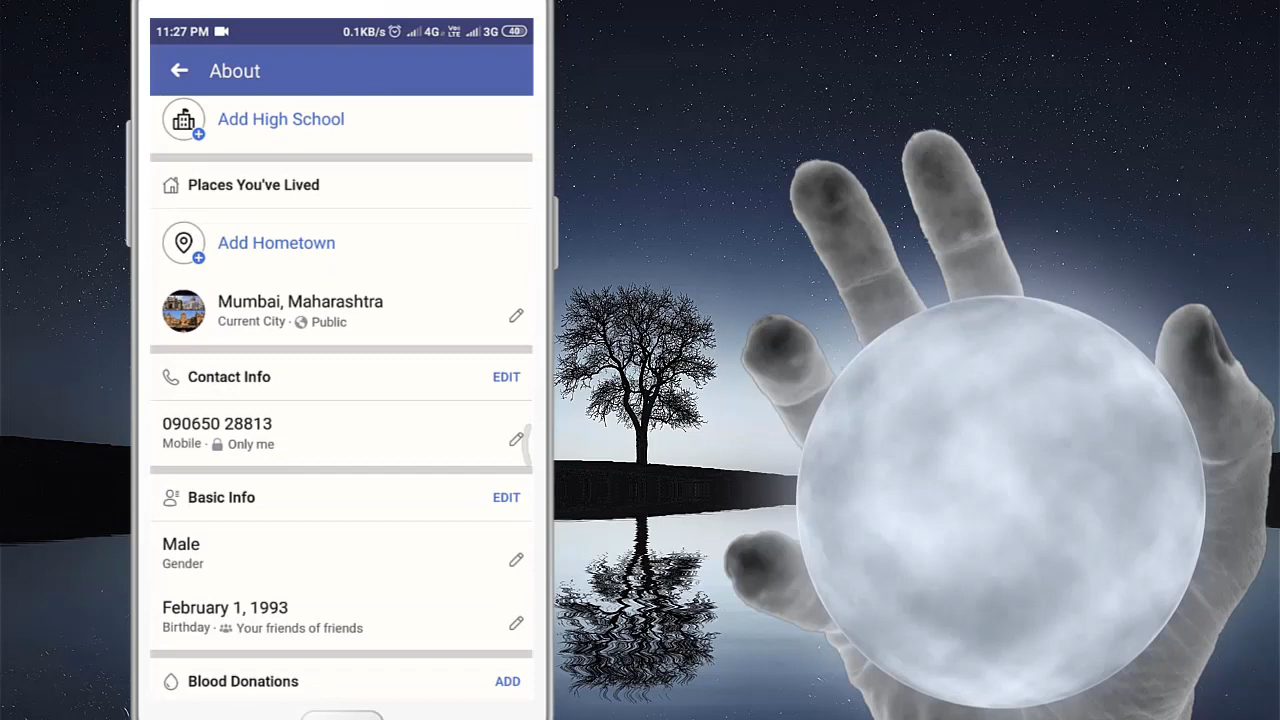 11:27 PM 0.1KB/s 4G VoLTE 3G 40
About
Add High School
Places You've Lived
Add Hometown
Mumbai, Maharashtra
Current City · Public
Contact Info EDIT
090650 28813
Mobile · Only me
Basic Info EDIT
Male
Gender
February 1, 1993
Birthday · Your friends of friends
Blood Donations ADD